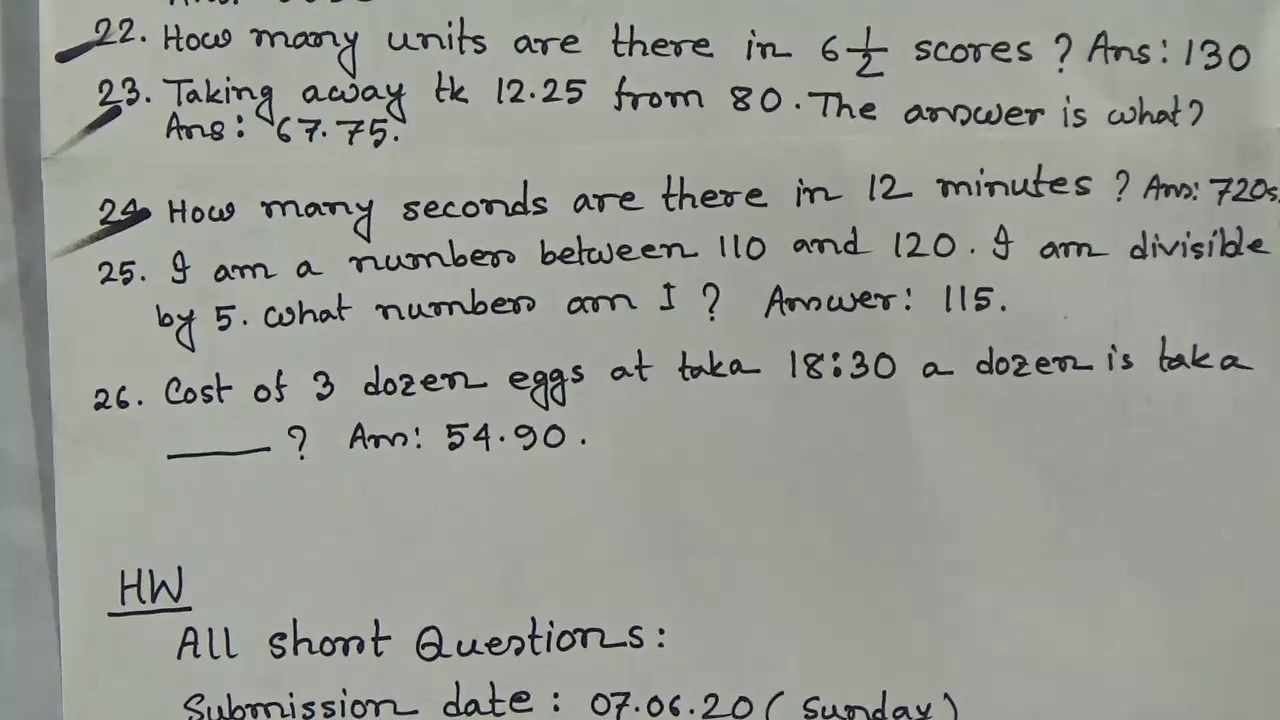 22. How many units are there in 6 1/2 scores ? Ans: 130
23. Taking away tk 12.25 from 80. The answer is what?
Ans: 67.75.
24. How many seconds are there in 12 minutes ? Ans: 720s.
25. I am a number between 110 and 120. I am divisible
by 5. What number am I ? Answer: 115.
26. Cost of 3 dozen eggs at taka 18:30 a dozen is taka
____ ? Ans: 54.90.
HW
All short Questions:
Submission date : 07.06.20 ( Sunday )